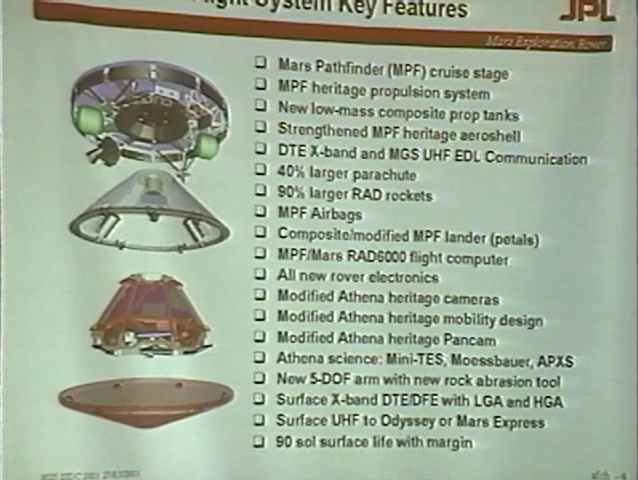 Flight System Key Features
JPL
Mars Exploration Rover
❑ Mars Pathfinder (MPF) cruise stage
❑ MPF heritage propulsion system
❑ New low-mass composite prop tanks
❑ Strengthened MPF heritage aeroshell
❑ DTE X-band and MGS UHF EDL Communication
❑ 40% larger parachute
❑ 90% larger RAD rockets
❑ MPF Airbags
❑ Composite/modified MPF lander (petals)
❑ MPF/Mars RAD6000 flight computer
❑ All new rover electronics
❑ Modified Athena heritage cameras
❑ Modified Athena heritage mobility design
❑ Modified Athena heritage Pancam
❑ Athena science: Mini-TES, Moessbauer, APXS
❑ New 5-DOF arm with new rock abrasion tool
❑ Surface X-band DTE/DFE with LGA and HGA
❑ Surface UHF to Odyssey or Mars Express
❑ 90 sol surface life with margin